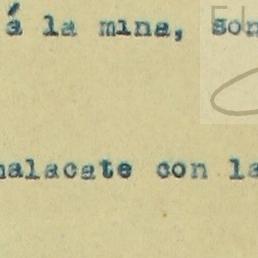 á la mina, son
malacate con la